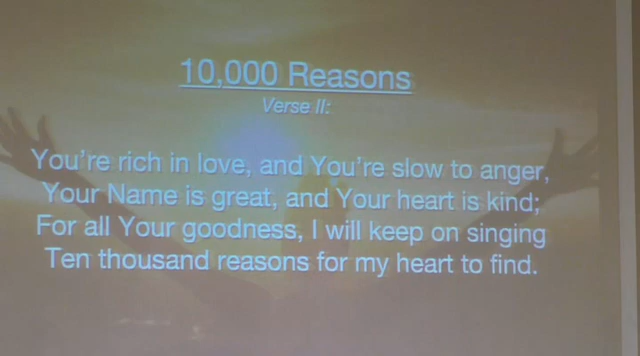 10,000 Reasons
Verse II:
You're rich in love, and You're slow to anger,
Your Name is great, and Your heart is kind;
For all Your goodness, I will keep on singing
Ten thousand reasons for my heart to find.